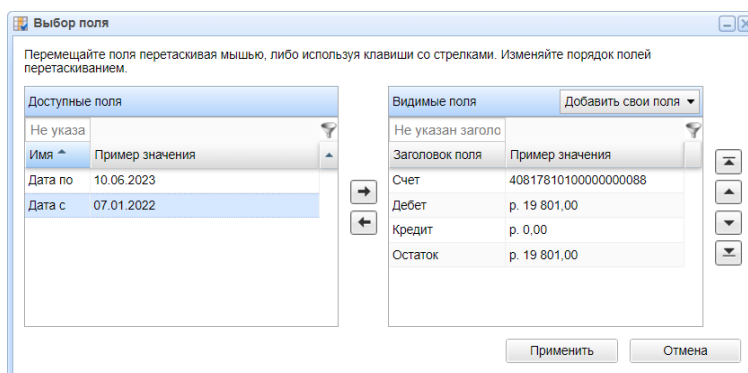 Выбор поля
Перемещайте поля перетаскивая мышью, либо используя клавиши со стрелками. Изменяйте порядок полей
перетаскиванием.
Доступные поля
Не указа
Имя Пример значения
Дата по 10.06.2023
Дата с 07.01.2022
Видимые поля Добавить свои поля
Не указан заголо
Заголовок поля Пример значения
Счет 40817810100000000088
Дебет р. 19 801,00
Кредит р. 0,00
Остаток р. 19 801,00
Применить Отмена